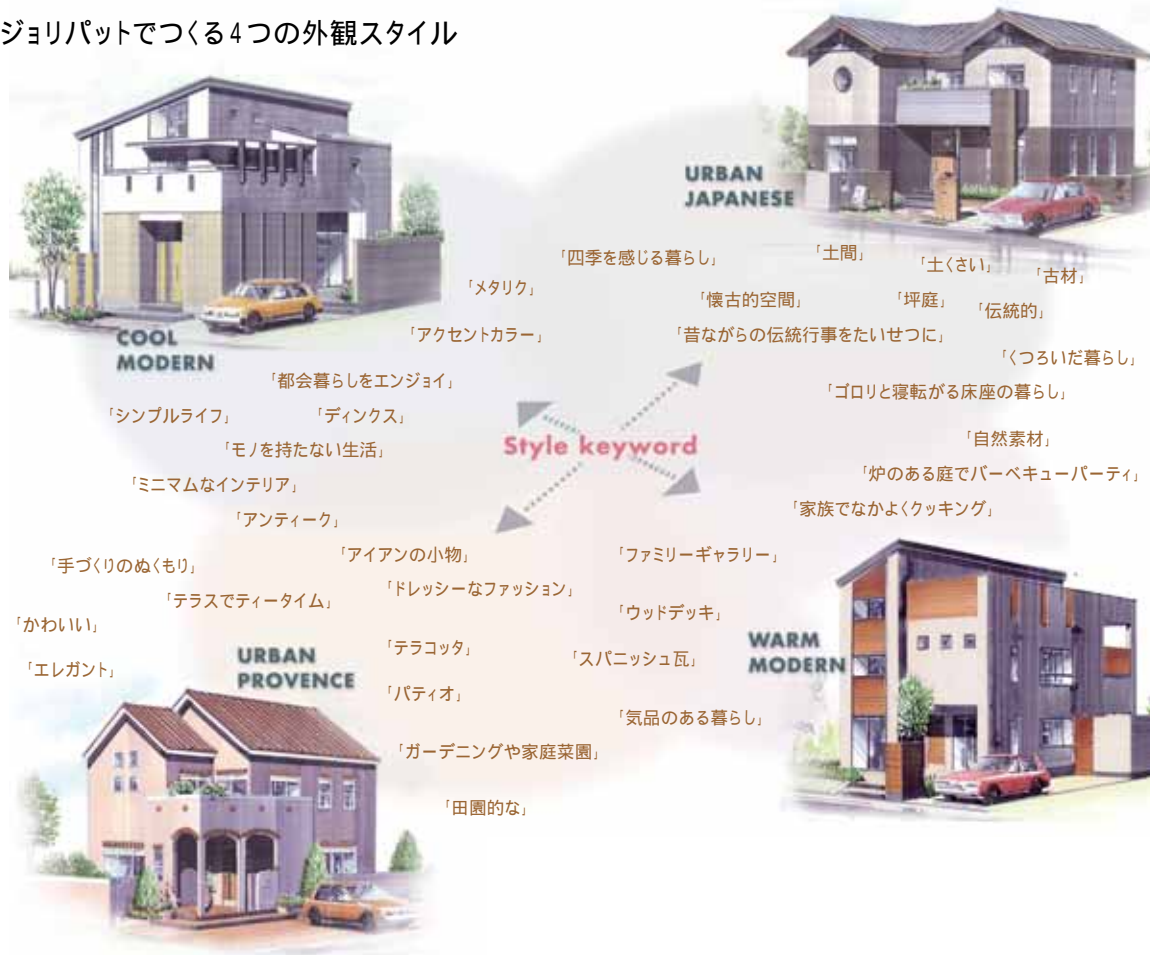 ジョリパットでつくる4つの外観スタイル
URBAN
JAPANESE
「四季を感じる暮らし」
「土間」
「土くさい」
「古材」
「メタリク」
「懐古的空間」
「坪庭」
「伝統的」
「アクセントカラー」
「昔ながらの伝統行事をたいせつに」
COOL
MODERN
「くつろいだ暮らし」
「都会暮らしをエンジョイ」
「ゴロリと寝転がる床座の暮らし」
「シンプルライフ」
「ディンクス」
「自然素材」
Style keyword
「モノを持たない生活」
「炉のある庭でバーベキューパーティ」
「ミニマムなインテリア」
「家族でなかよくクッキング」
「アンティーク」
「アイアンの小物」
「ファミリーギャラリー」
「手づくりのぬくもり」
「ドレッシーなファッション」
「テラスでティータイム」
「ウッドデッキ」
「かわいい」
WARM
MODERN
「テラコッタ」
「スパニッシュ瓦」
URBAN
PROVENCE
「エレガント」
「パティオ」
「気品のある暮らし」
「ガーデニングや家庭菜園」
「田園的な」